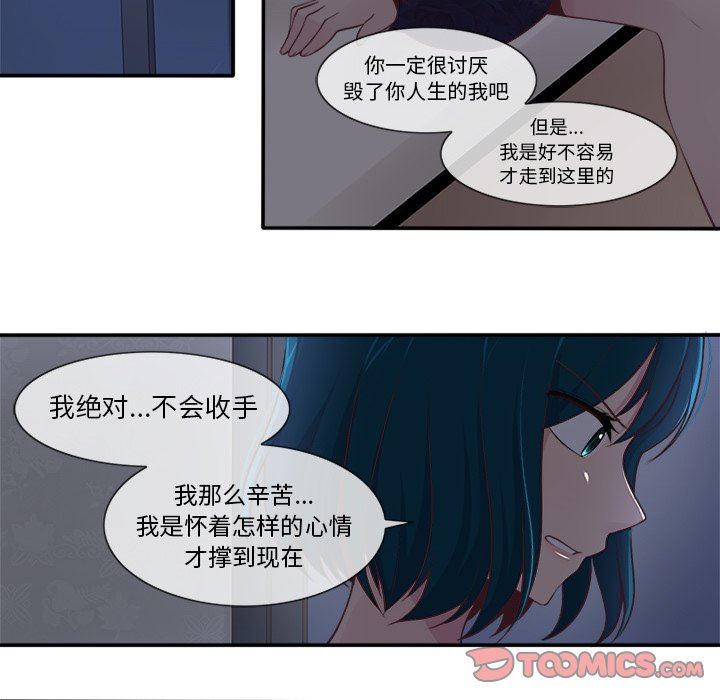 你一定很讨厌
毁了你人生的我吧
但是...
我是好不容易
才走到这里的
我绝对...不会收手
我那么辛苦...
我是怀着怎样的心情
才撑到现在
TOOMICS.COM